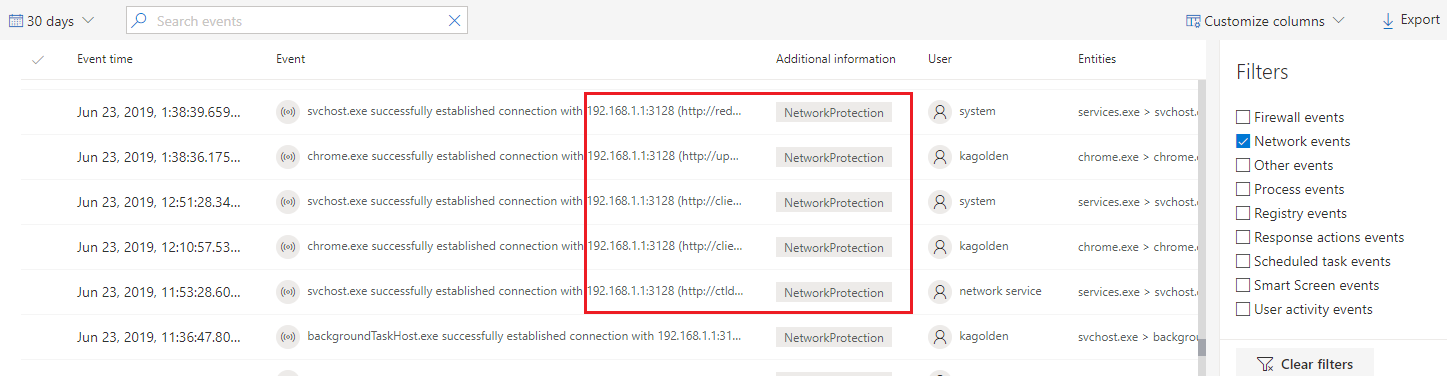 30 days Search events Customize columns Export
Event time Event Additional information User Entities Filters
Jun 23, 2019, 1:38:39.659... svchost.exe successfully established connection with 192.168.1.1:3128 (http://red... NetworkProtection system services.exe > svchost.
Firewall events
Network events
Jun 23, 2019, 1:38:36.175... chrome.exe successfully established connection with 192.168.1.1:3128 (http://up... NetworkProtection kagolden chrome.exe > chrome.
Other events
Process events
Jun 23, 2019, 12:51:28.34... svchost.exe successfully established connection with 192.168.1.1:3128 (http://clie... NetworkProtection system services.exe > svchost.
Registry events
Response actions events
Jun 23, 2019, 12:10:57.53... chrome.exe successfully established connection with 192.168.1.1:3128 (http://clie... NetworkProtection kagolden chrome.exe > chrome.
Scheduled task events
Smart Screen events
Jun 23, 2019, 11:53:28.60... svchost.exe successfully established connection with 192.168.1.1:3128 (http://ctld... NetworkProtection network service services.exe > svchost.
User activity events
Jun 23, 2019, 11:36:47.80... backgroundTaskHost.exe successfully established connection with 192.168.1.1:31... NetworkProtection kagolden svchost.exe > backgrou
Clear filters